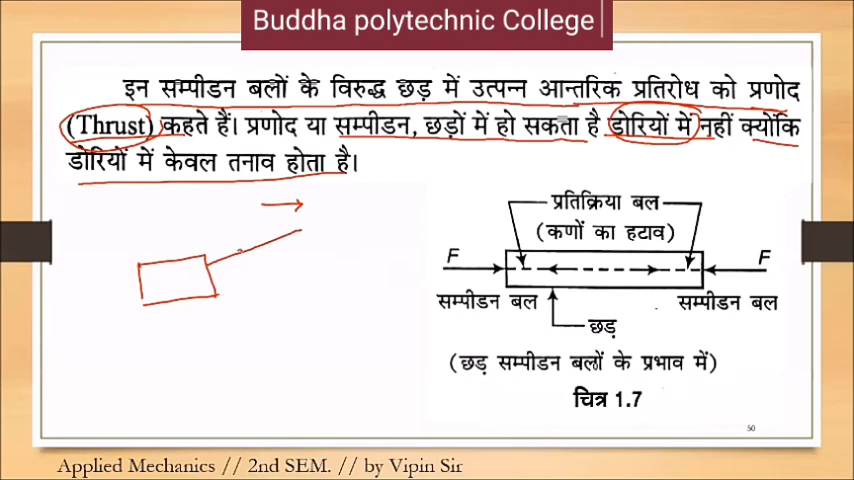 Buddha polytechnic College
इन सम्पीडन बलों के विरुद्ध छड़ में उत्पन्न आन्तरिक प्रतिरोध को प्रणोद
(Thrust) कहते हैं। प्रणोद या सम्पीडन, छड़ों में हो सकता है डोरियों में नहीं क्योंकि
डोरियों में केवल तनाव होता है।
प्रतिक्रिया बल
(कणों का हटाव)
F F
सम्पीडन बल सम्पीडन बल
छड़
(छड़ सम्पीडन बलों के प्रभाव में)
चित्र 1.7
50
Applied Mechanics // 2nd SEM. // by Vipin Sir